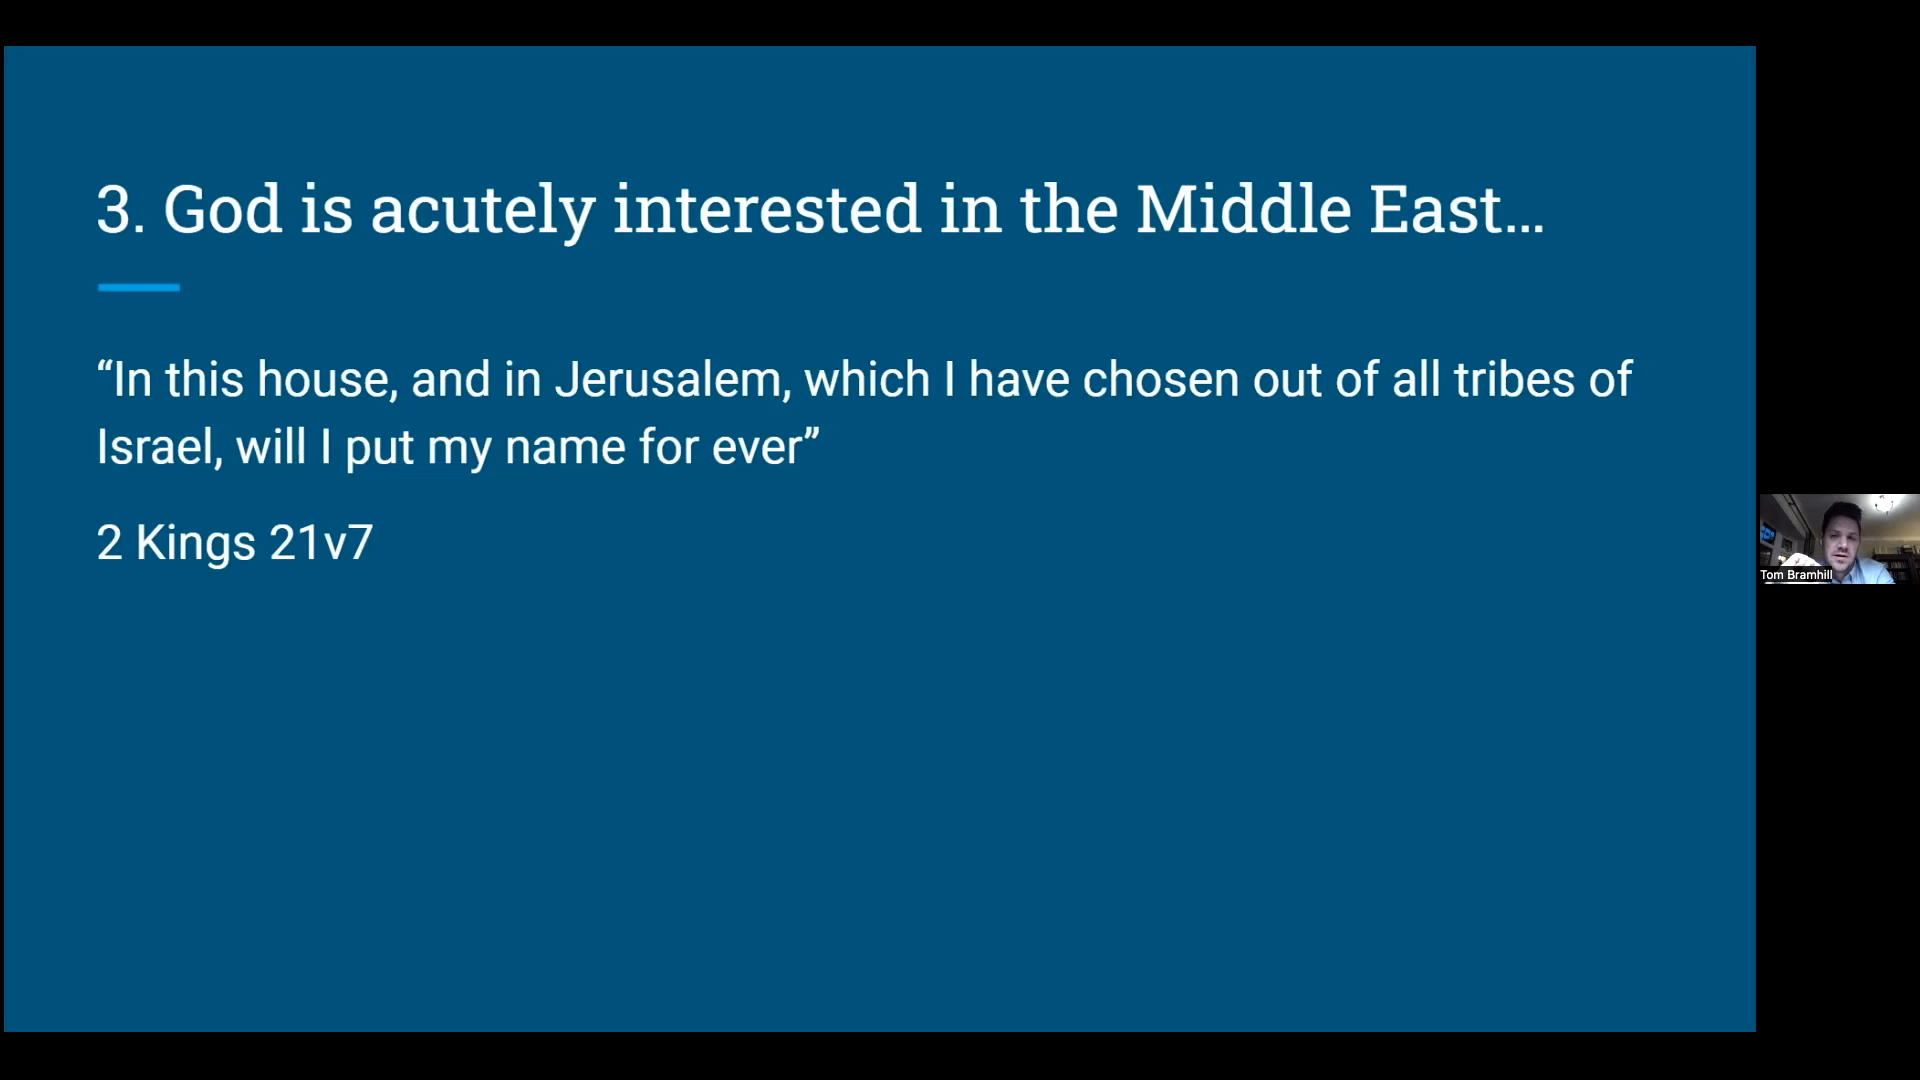 3. God is acutely interested in the Middle East...
“In this house, and in Jerusalem, which I have chosen out of all tribes of
Israel, will I put my name for ever”
2 Kings 21v7
Tom Bramhill